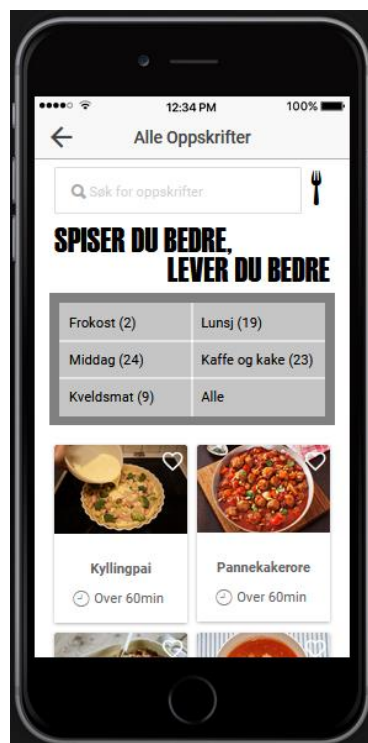 12:34 PM 100%
Alle Oppskrifter
Søk for oppskrifter
SPISER DU BEDRE,
LEVER DU BEDRE
Frokost (2) Lunsj (19)
Middag (24) Kaffe og kake (23)
Kveldsmat (9) Alle
Kyllingpai Pannekakerore
Over 60min Over 60min